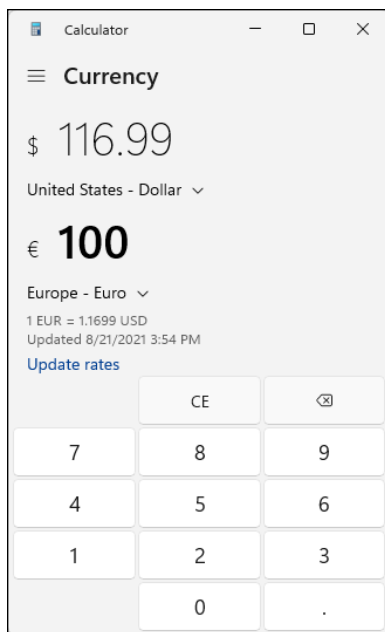 Calculator
Currency
$ 116.99
United States - Dollar
€ 100
Europe - Euro
1 EUR = 1.1699 USD
Updated 8/21/2021 3:54 PM
Update rates
CE
7 8 9
4 5 6
1 2 3
0 .